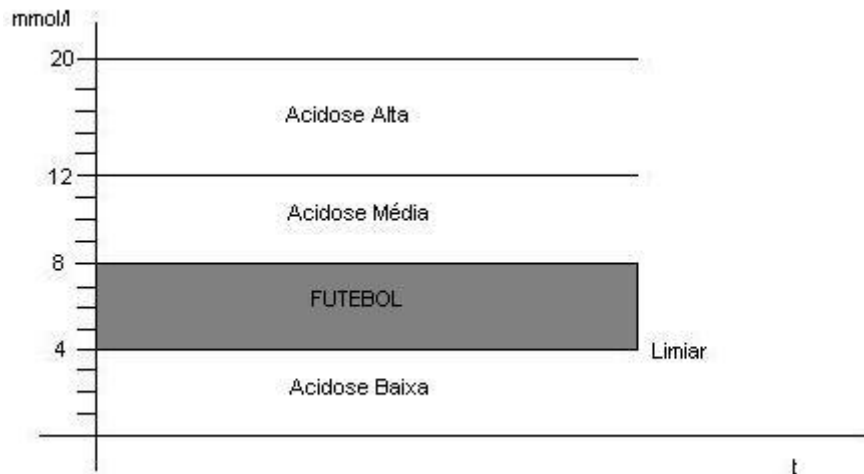 mmol/l
20
Acidose Alta
12
Acidose Média
8
FUTEBOL
4
Limiar
Acidose Baixa
t